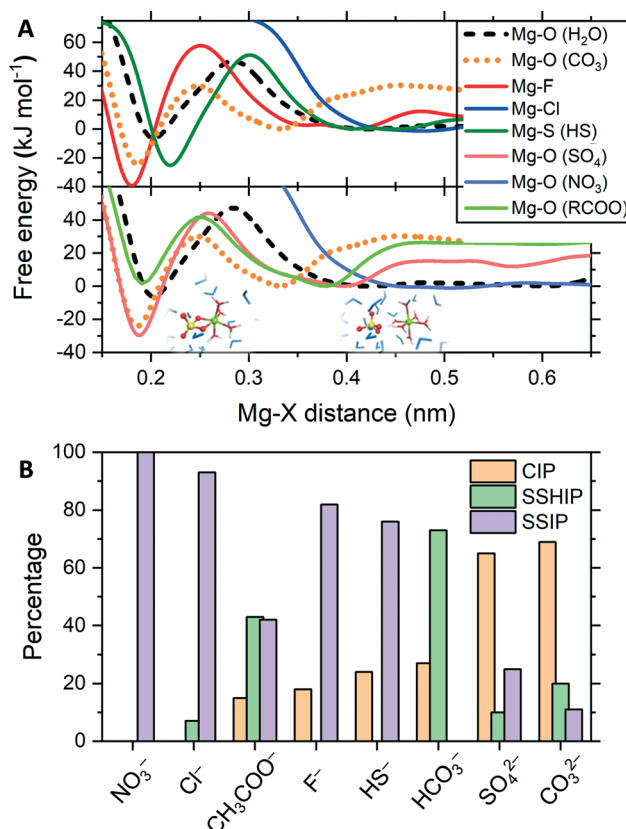 A
Free energy (kJ mol⁻¹)
60
40
20
0
-20
-40
40
20
0
-20
-40
0.2
0.3
0.4
0.5
0.6
Mg-X distance (nm)
Mg-O (H₂O)
Mg-O (CO₃)
Mg-F
Mg-Cl
Mg-S (HS)
Mg-O (SO₄)
Mg-O (NO₃)
Mg-O (RCOO)
B
Percentage
100
80
60
40
20
0
CIP
SSHIP
SSIP
NO₃⁻
Cl⁻
CH₃COO⁻
F⁻
HS⁻
HCO₃⁻
SO₄²⁻
CO₃²⁻